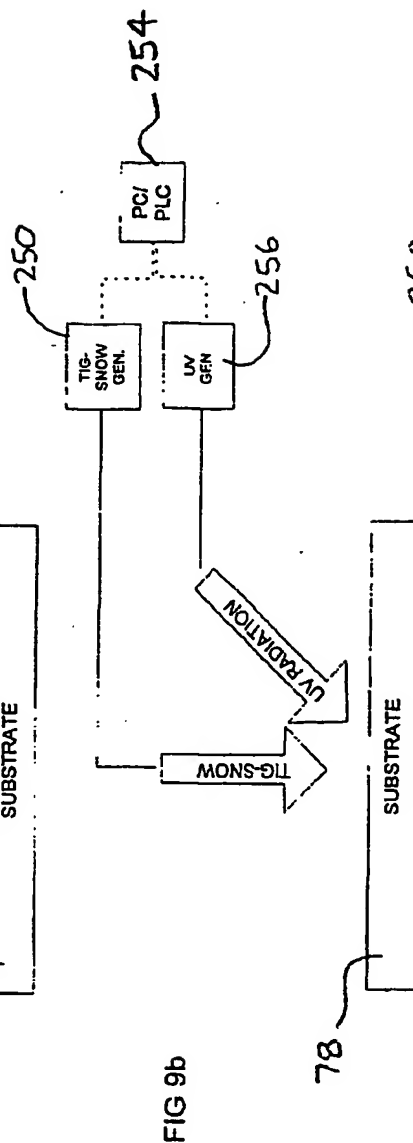 SUBSTRATE
250
TIG-
SNOW
GEN.
PC/
PLC
254
UV
GEN
256
FIG 9b
TIG-SNOW
UV RADIATION
78
SUBSTRATE